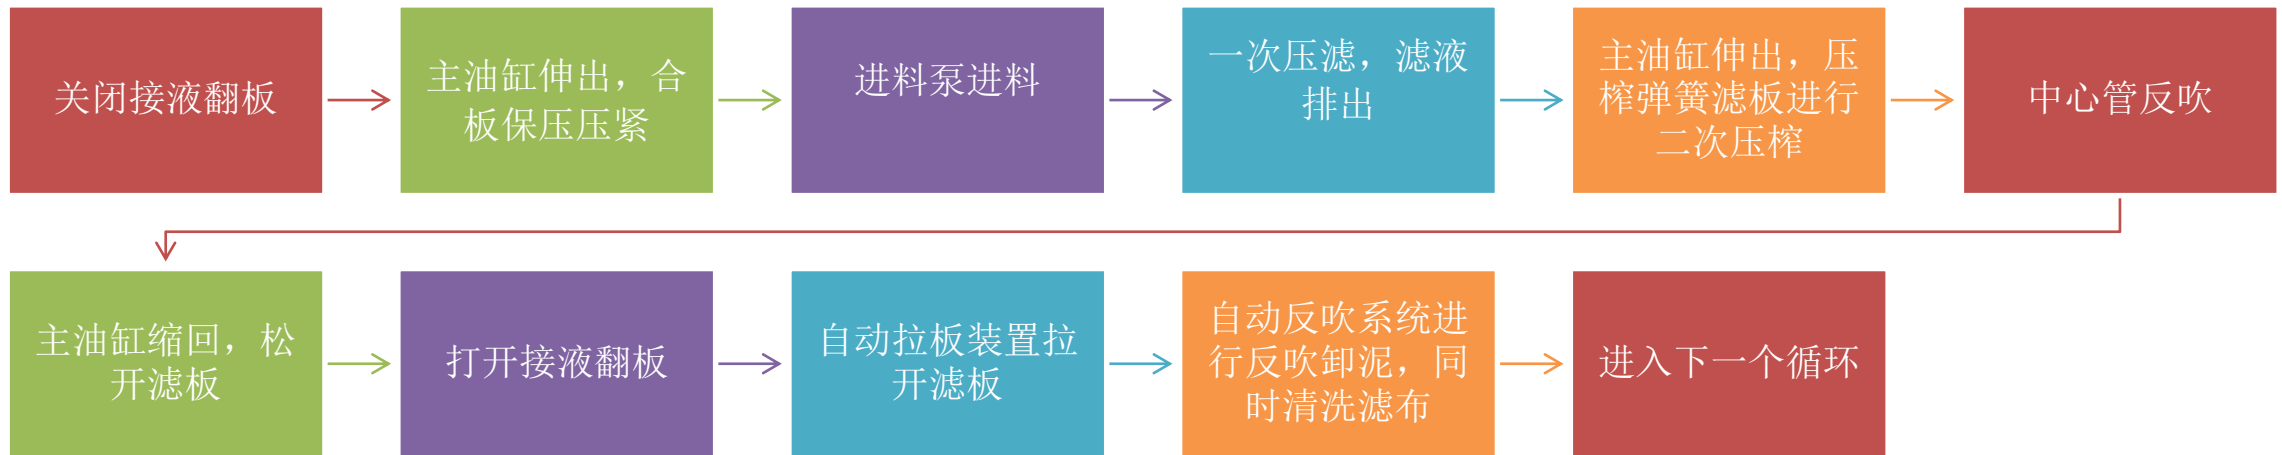 关闭接液翻板
主油缸伸出，合
板保压压紧
进料泵进料
一次压滤，滤液
排出
主油缸伸出，压
榨弹簧滤板进行
二次压榨
中心管反吹
主油缸缩回，松
开滤板
打开接液翻板
自动拉板装置拉
开滤板
自动反吹系统进
行反吹卸泥，同
时清洗滤布
进入下一个循环